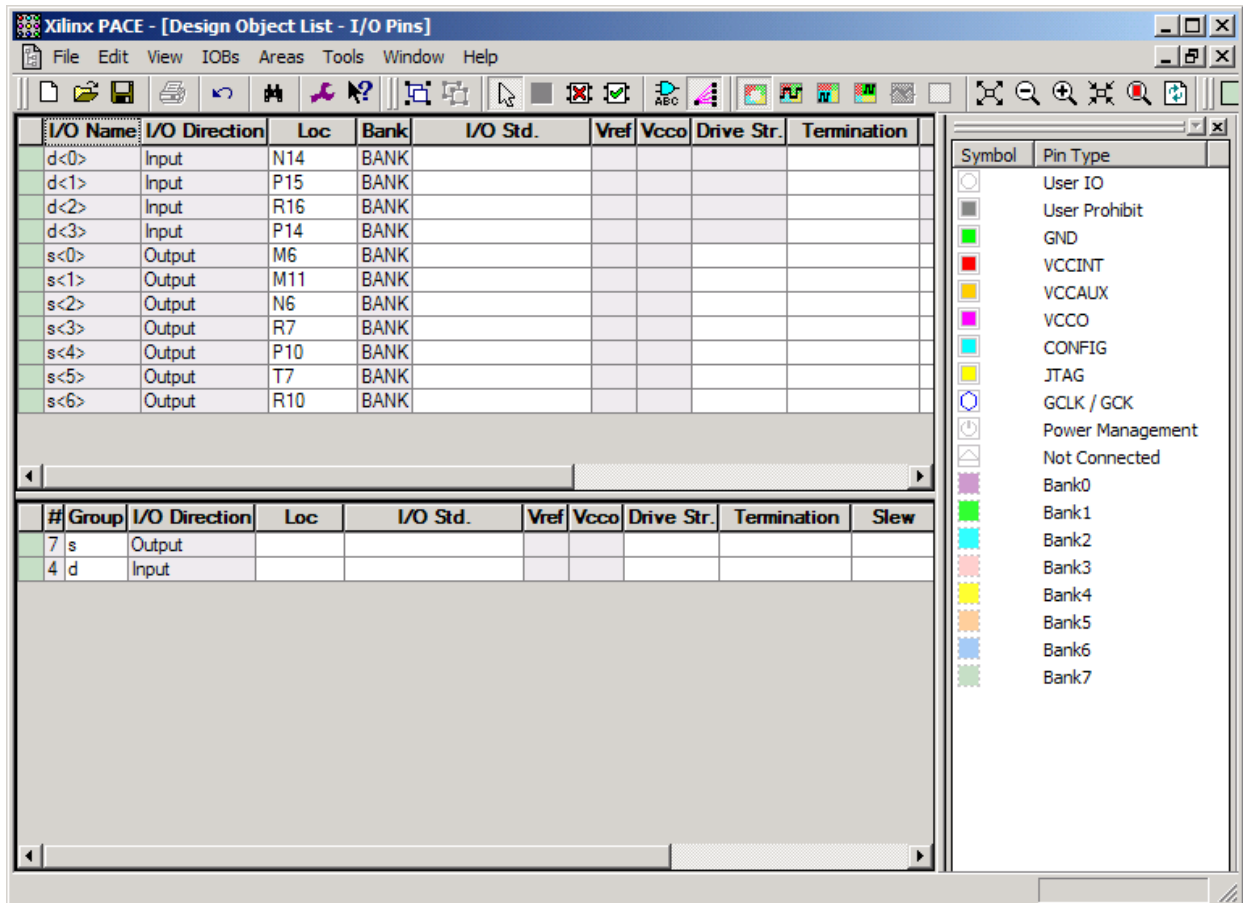 Xilinx PACE - [Design Object List - I/O Pins]
File Edit View IOBs Areas Tools Window Help
ABC
I/O Name I/O Direction Loc Bank I/O Std. Vref Vcco Drive Str. Termination
d<0> Input N14 BANK
d<1> Input P15 BANK
d<2> Input R16 BANK
d<3> Input P14 BANK
s<0> Output M6 BANK
s<1> Output M11 BANK
s<2> Output N6 BANK
s<3> Output R7 BANK
s<4> Output P10 BANK
s<5> Output T7 BANK
s<6> Output R10 BANK
# Group I/O Direction Loc I/O Std. Vref Vcco Drive Str. Termination Slew
7 s Output
4 d Input
Symbol Pin Type
User IO
User Prohibit
GND
VCCINT
VCCAUX
VCCO
CONFIG
JTAG
GCLK / GCK
Power Management
Not Connected
Bank0
Bank1
Bank2
Bank3
Bank4
Bank5
Bank6
Bank7